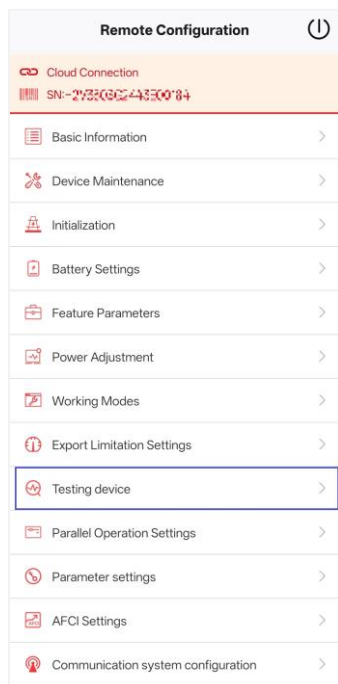 Remote Configuration
Cloud Connection
SN:-
Basic Information
Device Maintenance
Initialization
Battery Settings
Feature Parameters
Power Adjustment
Working Modes
Export Limitation Settings
Testing device
Parallel Operation Settings
Parameter settings
AFCI Settings
Communication system configuration